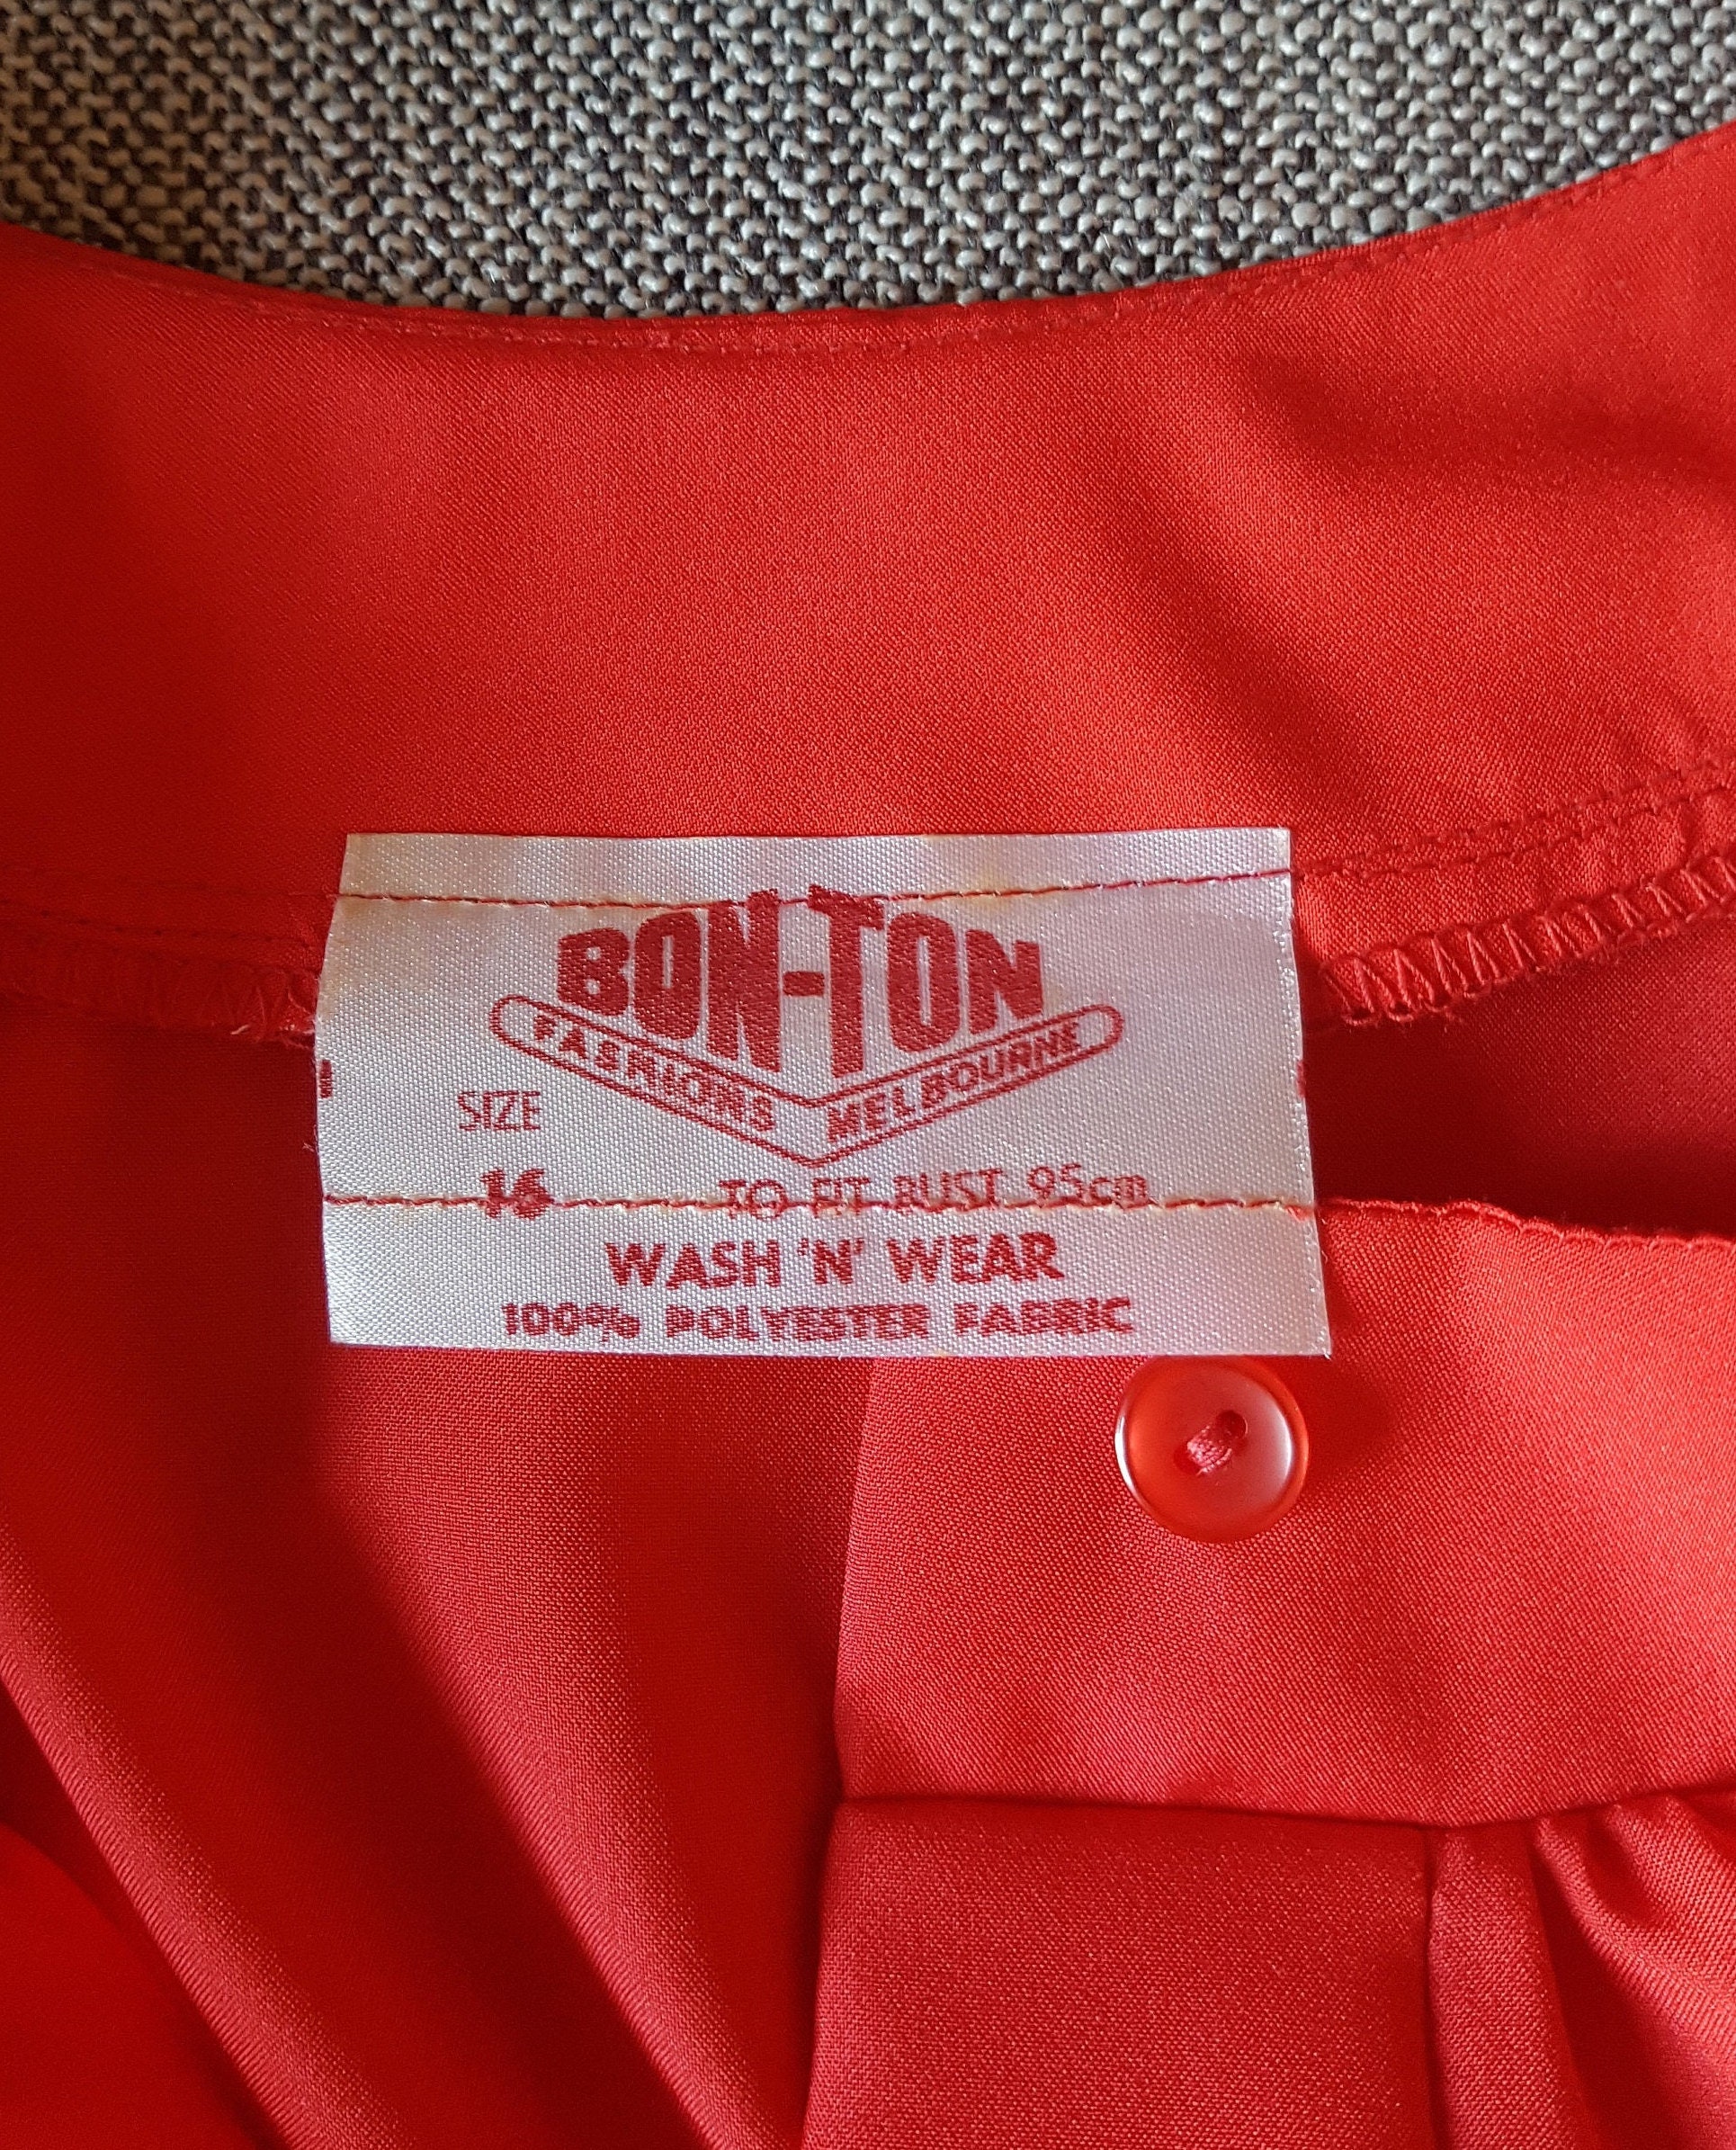 BON-TON
FASHIONS MELBOURNE
SIZE
16 TO FIT BUST 95cm
WASH 'N' WEAR
100% POLYESTER FABRIC